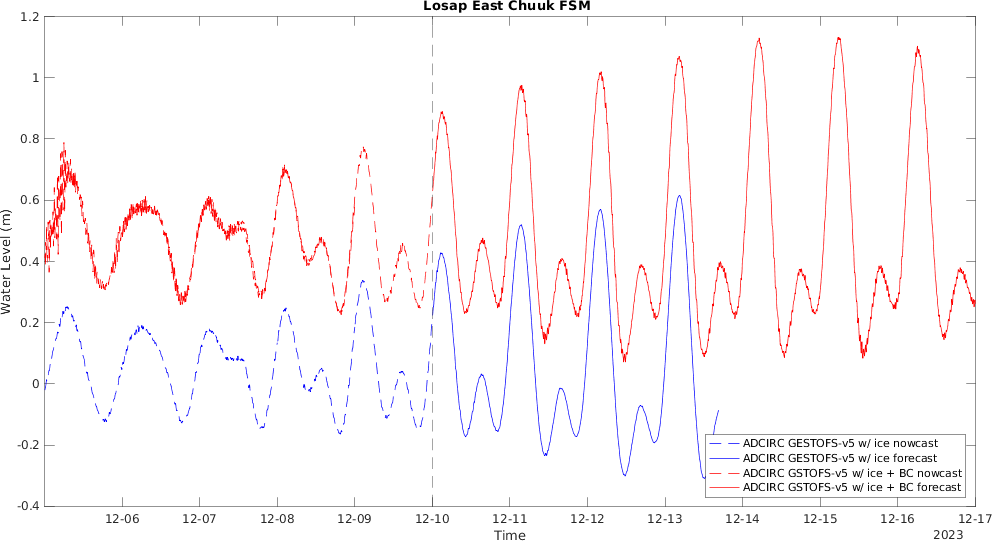 Losap East Chuuk FSM
1.2
1
0.8
0.6
0.4
0.2
0
-0.2
-0.4
Water Level (m)
ADCIRC GESTOFS-v5 w/ ice nowcast
ADCIRC GESTOFS-v5 w/ ice forecast
ADCIRC GSTOFS-v5 w/ ice + BC nowcast
ADCIRC GSTOFS-v5 w/ ice + BC forecast
12-06 12-07 12-08 12-09 12-10 12-11 12-12 12-13 12-14 12-15 12-16 12-17
Time
2023